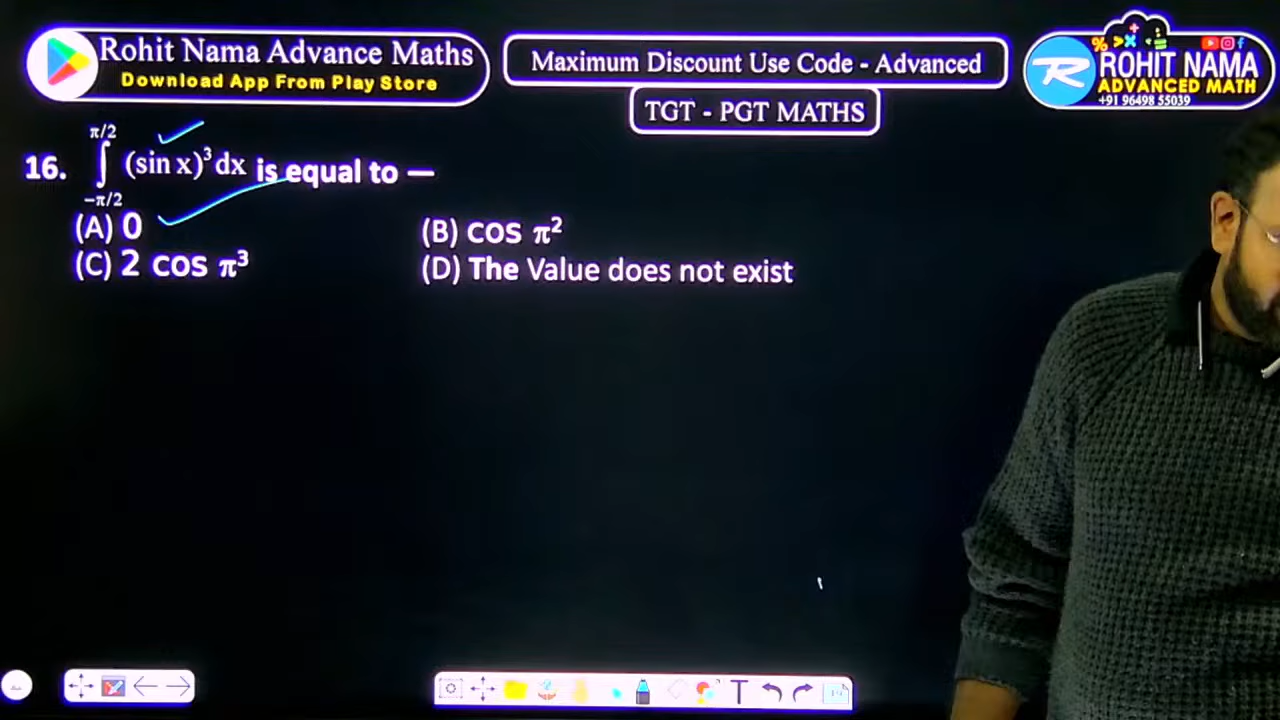 Rohit Nama Advance Maths
Download App From Play Store
Maximum Discount Use Code - Advanced
TGT - PGT MATHS
ROHIT NAMA
ADVANCED MATH
+91 96498 55039
16. ∫_{-π/2}^{π/2} (sin x)³ dx is equal to —
(A) 0
(B) cos π²
(C) 2 cos π³
(D) The Value does not exist